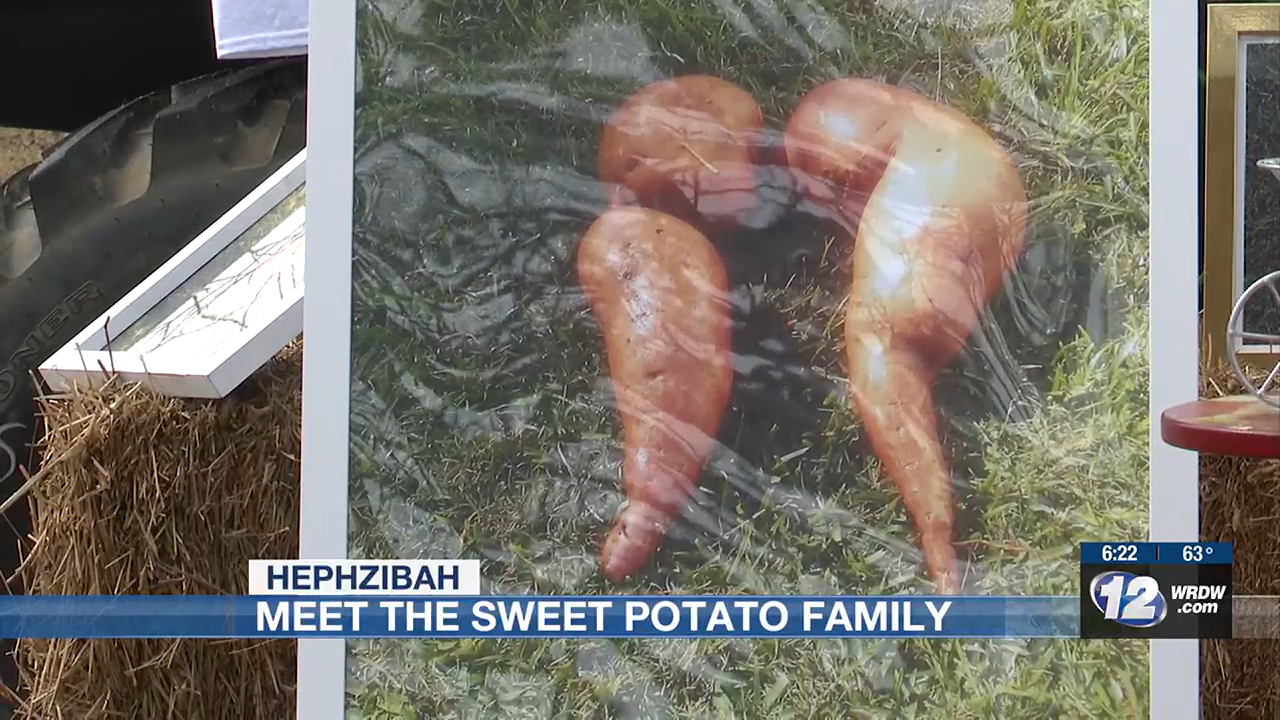 HEPHZIBAH
MEET THE SWEET POTATO FAMILY
6:22 63°
12 WRDW
.com